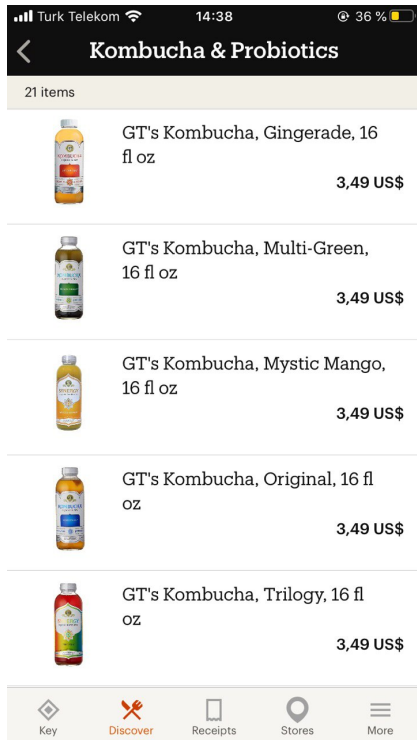 Turk Telekom 14:38 36 %
Kombucha & Probiotics
21 items
GT's Kombucha, Gingerade, 16
fl oz
3,49 US$
GT's Kombucha, Multi-Green,
16 fl oz
3,49 US$
GT's Kombucha, Mystic Mango,
16 fl oz
3,49 US$
GT's Kombucha, Original, 16 fl
oz
3,49 US$
GT's Kombucha, Trilogy, 16 fl
oz
3,49 US$
Key Discover Receipts Stores More